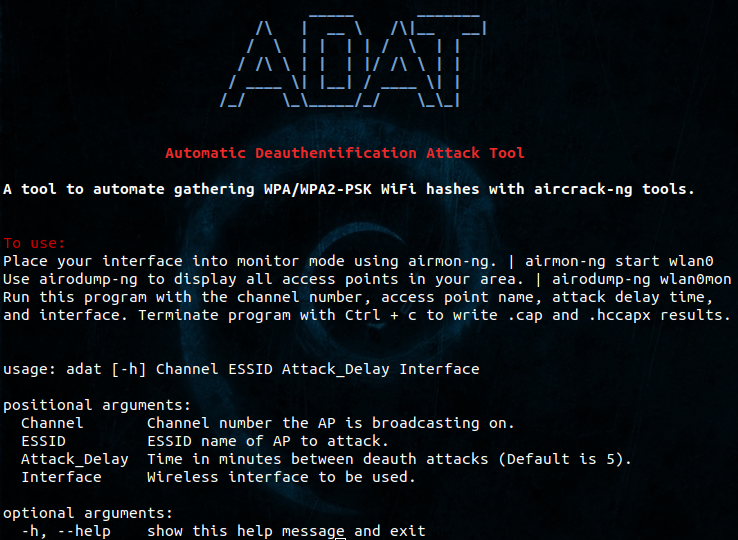 ADAT
Automatic Deauthentification Attack Tool
A tool to automate gathering WPA/WPA2-PSK WiFi hashes with aircrack-ng tools.
To use:
Place your interface into monitor mode using airmon-ng. | airmon-ng start wlan0
Use airodump-ng to display all access points in your area. | airodump-ng wlan0mon
Run this program with the channel number, access point name, attack delay time,
and interface. Terminate program with Ctrl + c to write .cap and .hccapx results.
usage: adat [-h] Channel ESSID Attack_Delay Interface
positional arguments:
Channel Channel number the AP is broadcasting on.
ESSID ESSID name of AP to attack.
Attack_Delay Time in minutes between deauth attacks (Default is 5).
Interface Wireless interface to be used.
optional arguments:
-h, --help show this help message and exit